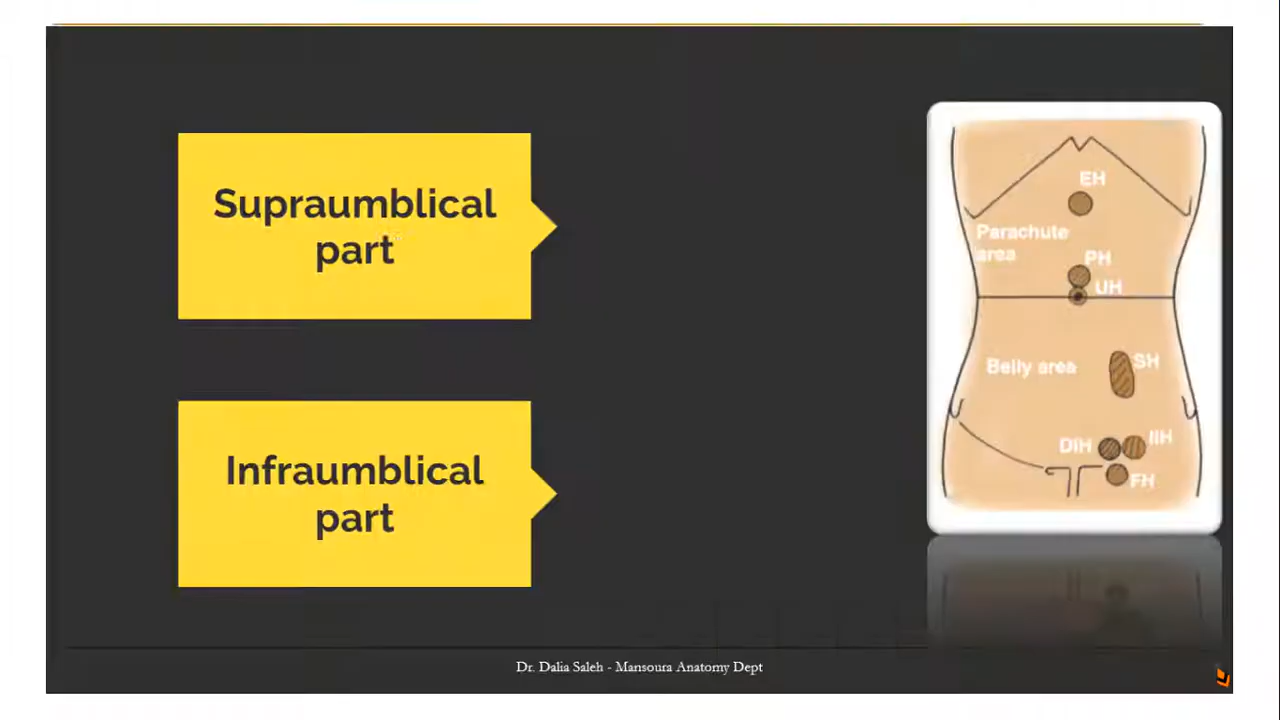 Supraumblical
part
Infraumblical
part
EH
Parachute
area
PH
UH
Belly area
SH
DIH
IIH
FH
Dr. Dalia Saleh - Mansoura Anatomy Dept